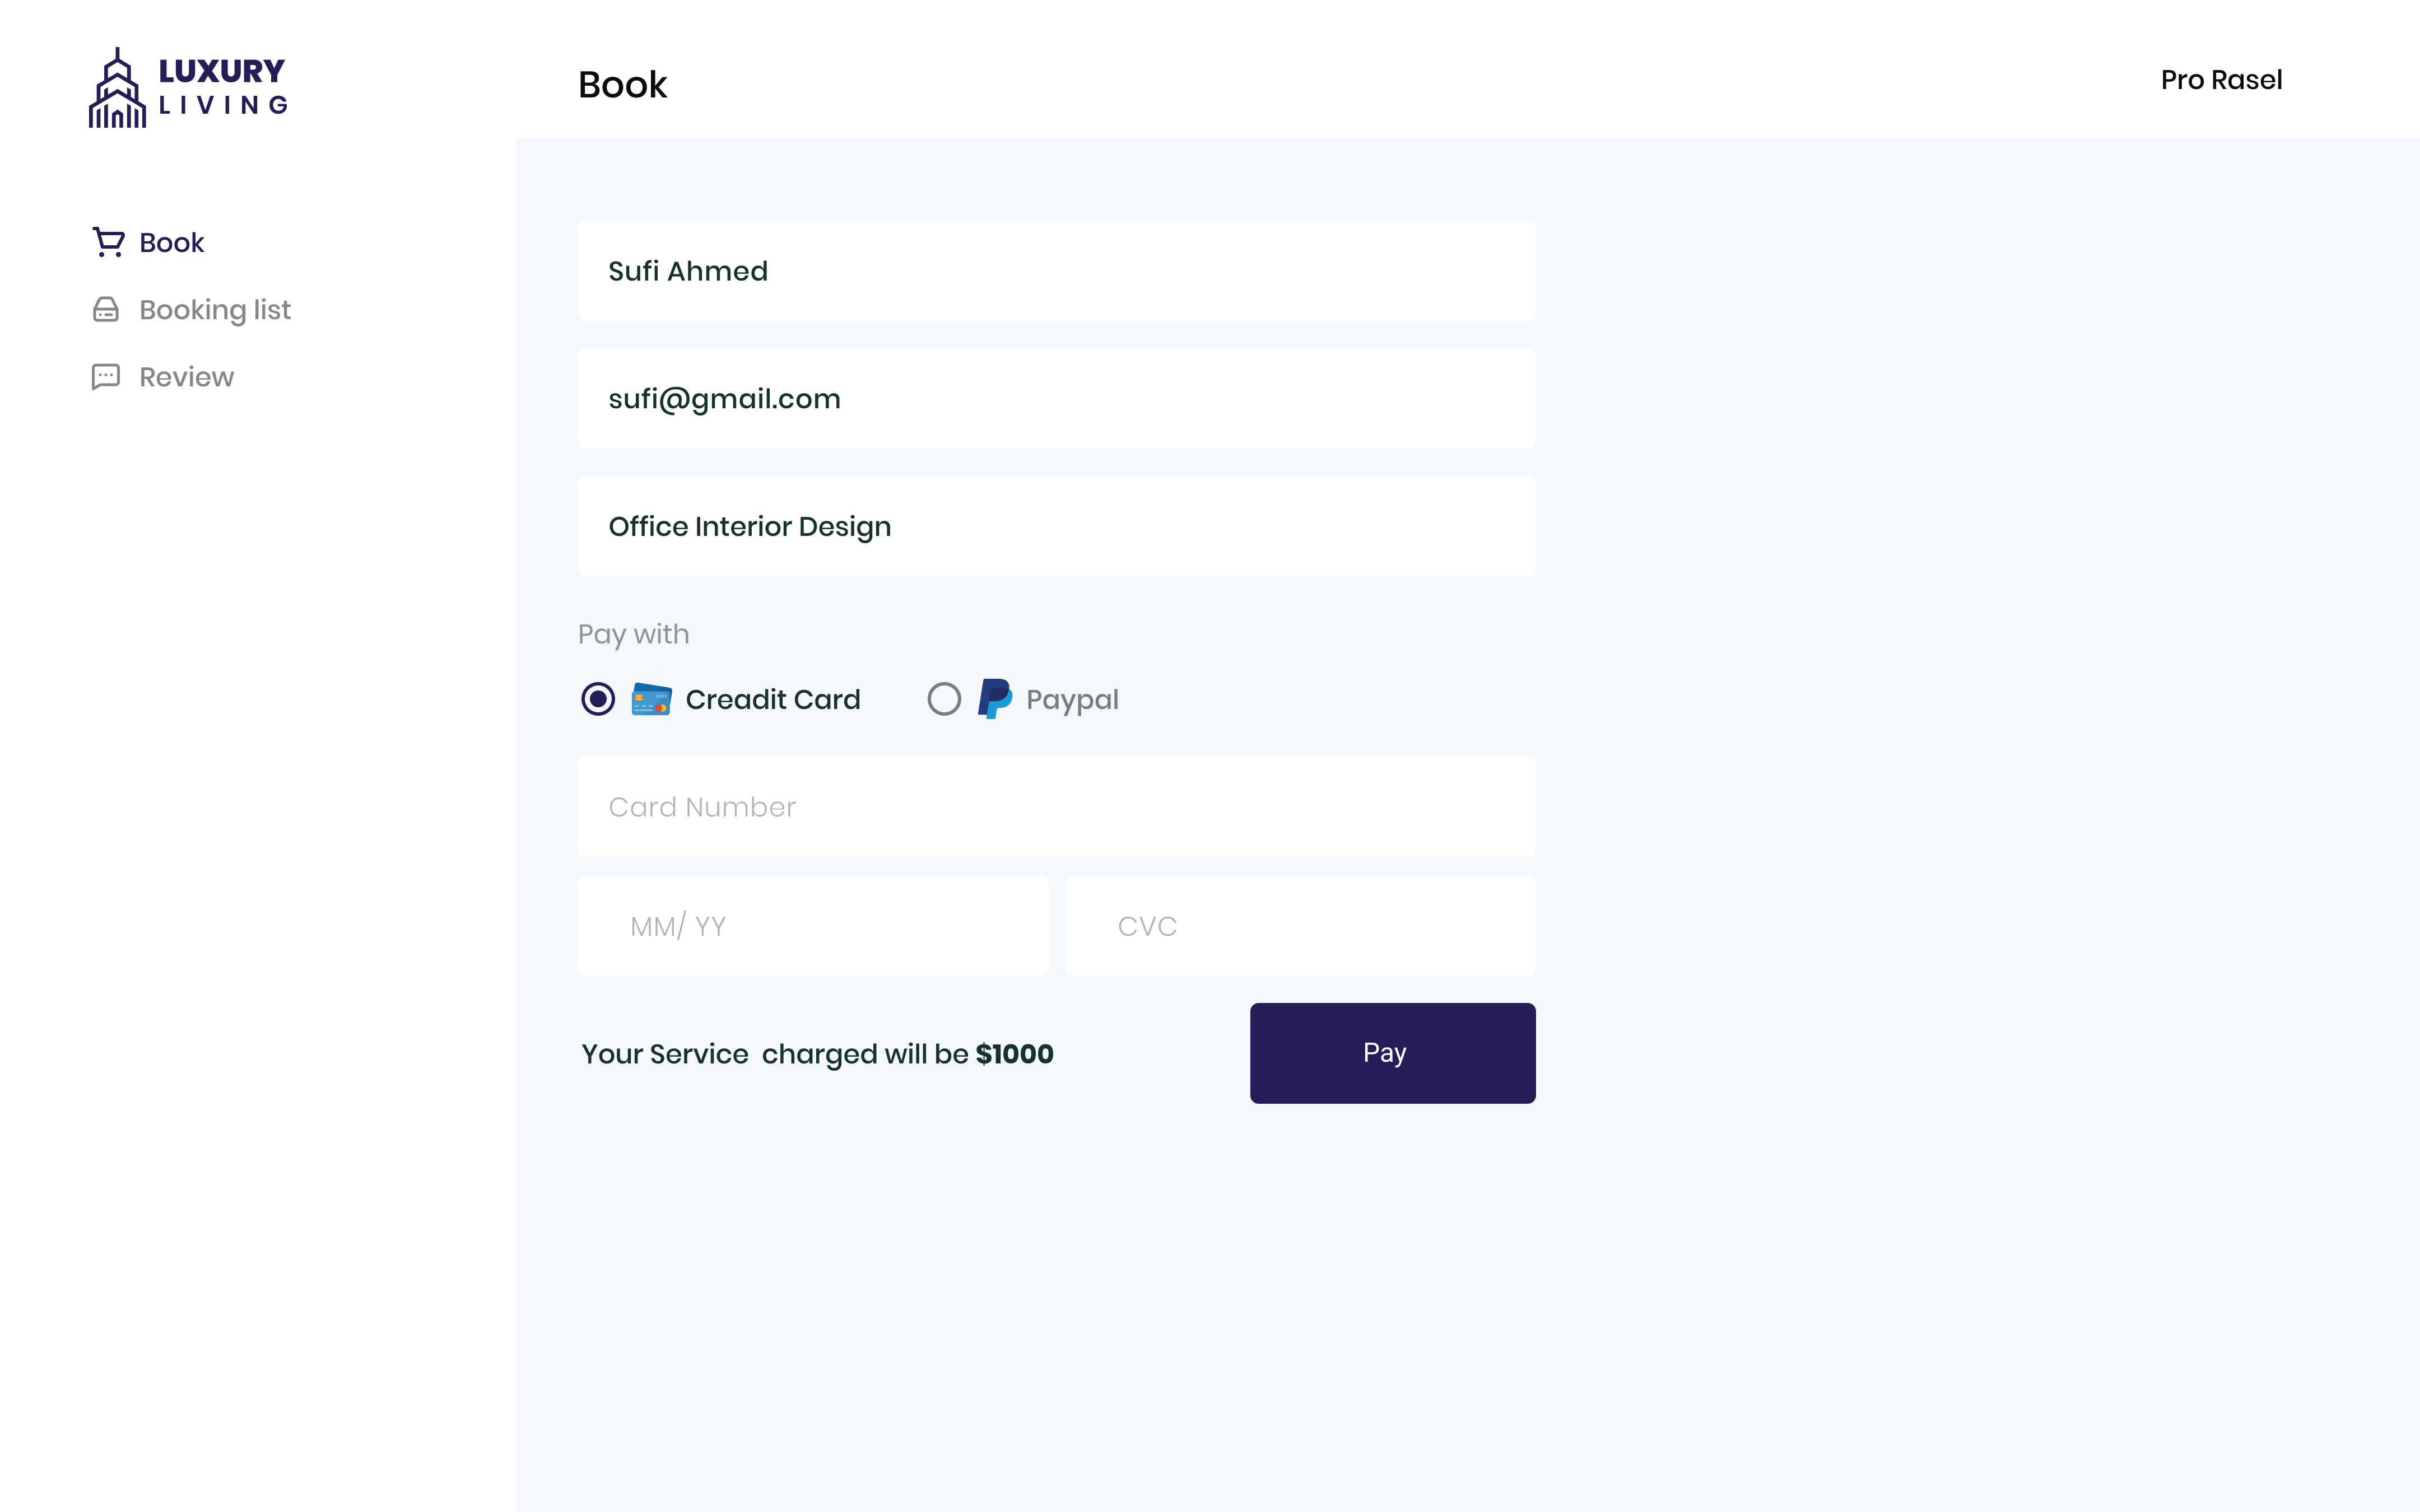 LUXURY
LIVING
Book
Pro Rasel
Book
Booking list
Review
Sufi Ahmed
sufi@gmail.com
Office Interior Design
Pay with
Creadit Card
Paypal
Card Number
MM/ YY
CVC
Your Service  charged will be $1000
Pay